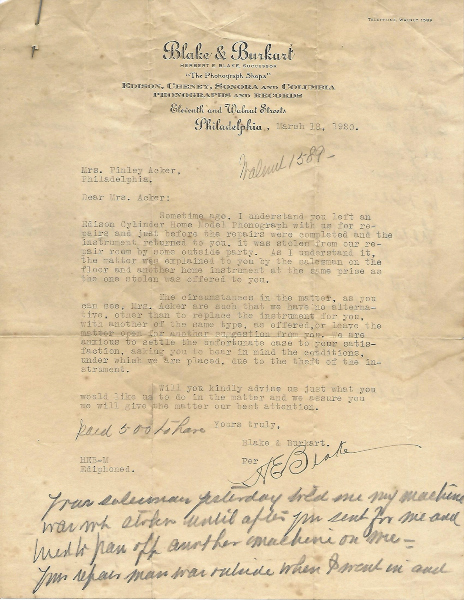 Blake & Burkart
HERBERT E BLAKE SUCCESSOR
"The Phonograph Shops"
EDISON, CHENEY, SONORA AND COLUMBIA
PHONOGRAPHS AND RECORDS
Eleventh and Walnut Streets
Philadelphia, March 12, 1923.
Walnut 1589-
Mrs. Finley Acker,
Philadelphia.
Dear Mrs. Acker:
Sometime ago, I understand you left an
Edison Cylinder Home Model Phonograph with us for re-
pairs and just before the repairs were completed and the
instrument returned to you, it was stolen from our re-
pair room by some outside party. As I understand it,
the matter was explained to you by the salesman on the
floor and another home instrument at the same price as
the one stolen was offered to you.
The circumstances in the matter, as you
can see, Mrs. Acker are such that we have no alterna-
tive, other than to replace the instrument for you,
with another of the same type, as offered, or leave the
matter open for another suggestion from you. We are
anxious to settle the unfortunate case to your satis-
faction, asking you to bear in mind the conditions,
under which we are placed, due to the theft of the in-
strument.
Will you kindly advise us just what you
would like us to do in the matter and we assure you
we will give the matter our best attention.
Yours truly,
Paid 500 to have
Blake & Burkart.
HEB-W
Per H E Blake
Ediphoned.
Your salesman yesterday told me my machine
was not stolen until after you sent for me and
tried to pan off another machine on me-
Your repair man was outside when I went in and